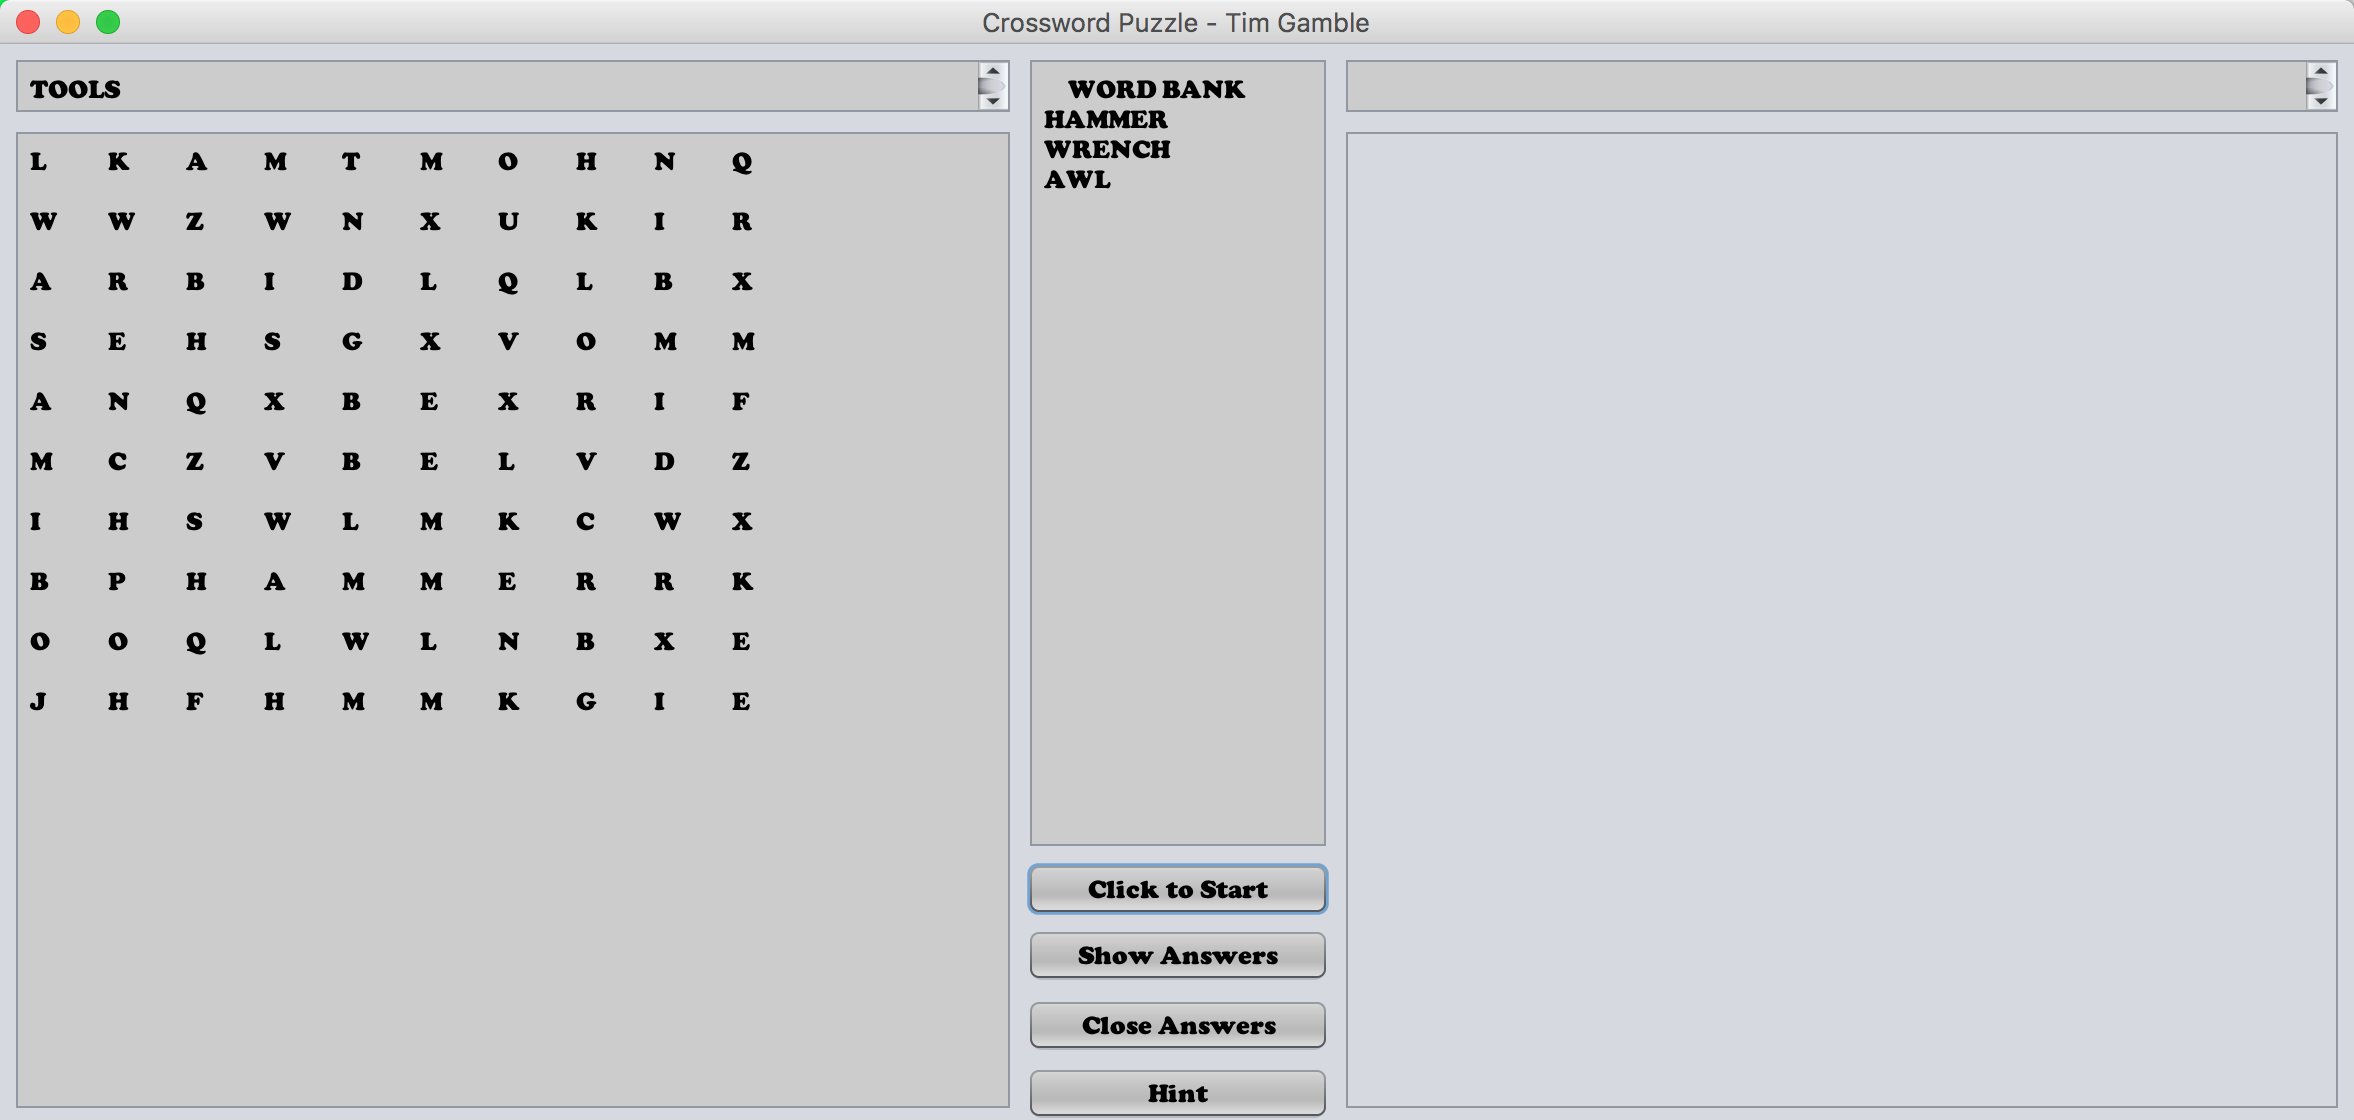 Crossword Puzzle - Tim Gamble
TOOLS
L K A M T M O H N Q
W W Z W N X U K I R
A R B I D L Q L B X
S E H S G X V O M M
A N Q X B E X R I F
M C Z V B E L V D Z
I H S W L M K C W X
B P H A M M E R R K
O O Q L W L N B X E
J H F H M M K G I E
WORD BANK
HAMMER
WRENCH
AWL
Click to Start
Show Answers
Close Answers
Hint